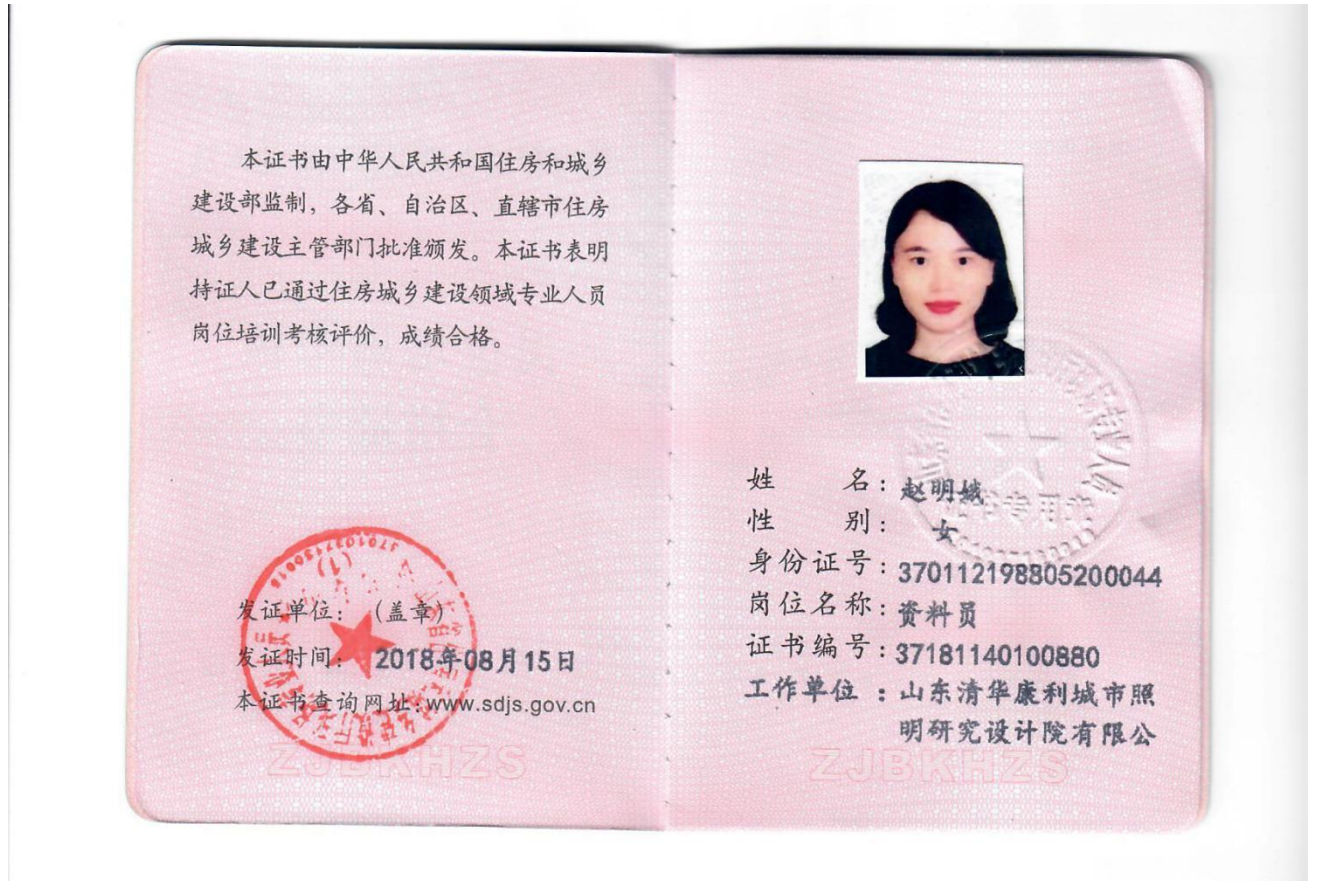 本证书由中华人民共和国住房和城乡
建设部监制，各省、自治区、直辖市住房
城乡建设主管部门批准颁发。本证书表明
持证人已通过住房城乡建设领域专业人员
岗位培训考核评价，成绩合格。
发证单位：（盖章）
发证时间：2018年08月15日
本证书查询网址：www.sdjs.gov.cn
ZJBKHZS
姓名：赵明娥
性别：女
身份证号：370112198805200044
岗位名称：资料员
证书编号：37181140100880
工作单位：山东清华康利城市照
明研究设计院有限公
ZJBKHZS